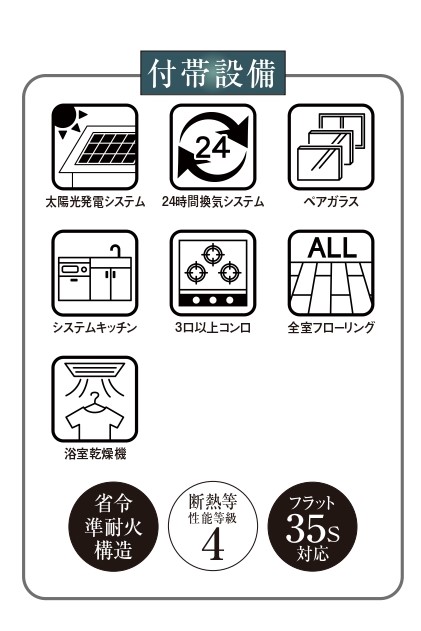 付帯設備
太陽光発電システム
24
24時間換気システム
ペアガラス
システムキッチン
3口以上コンロ
ALL
全室フローリング
浴室乾燥機
省令
準耐火
構造
断熱等
性能等級
4
フラット
35S
対応